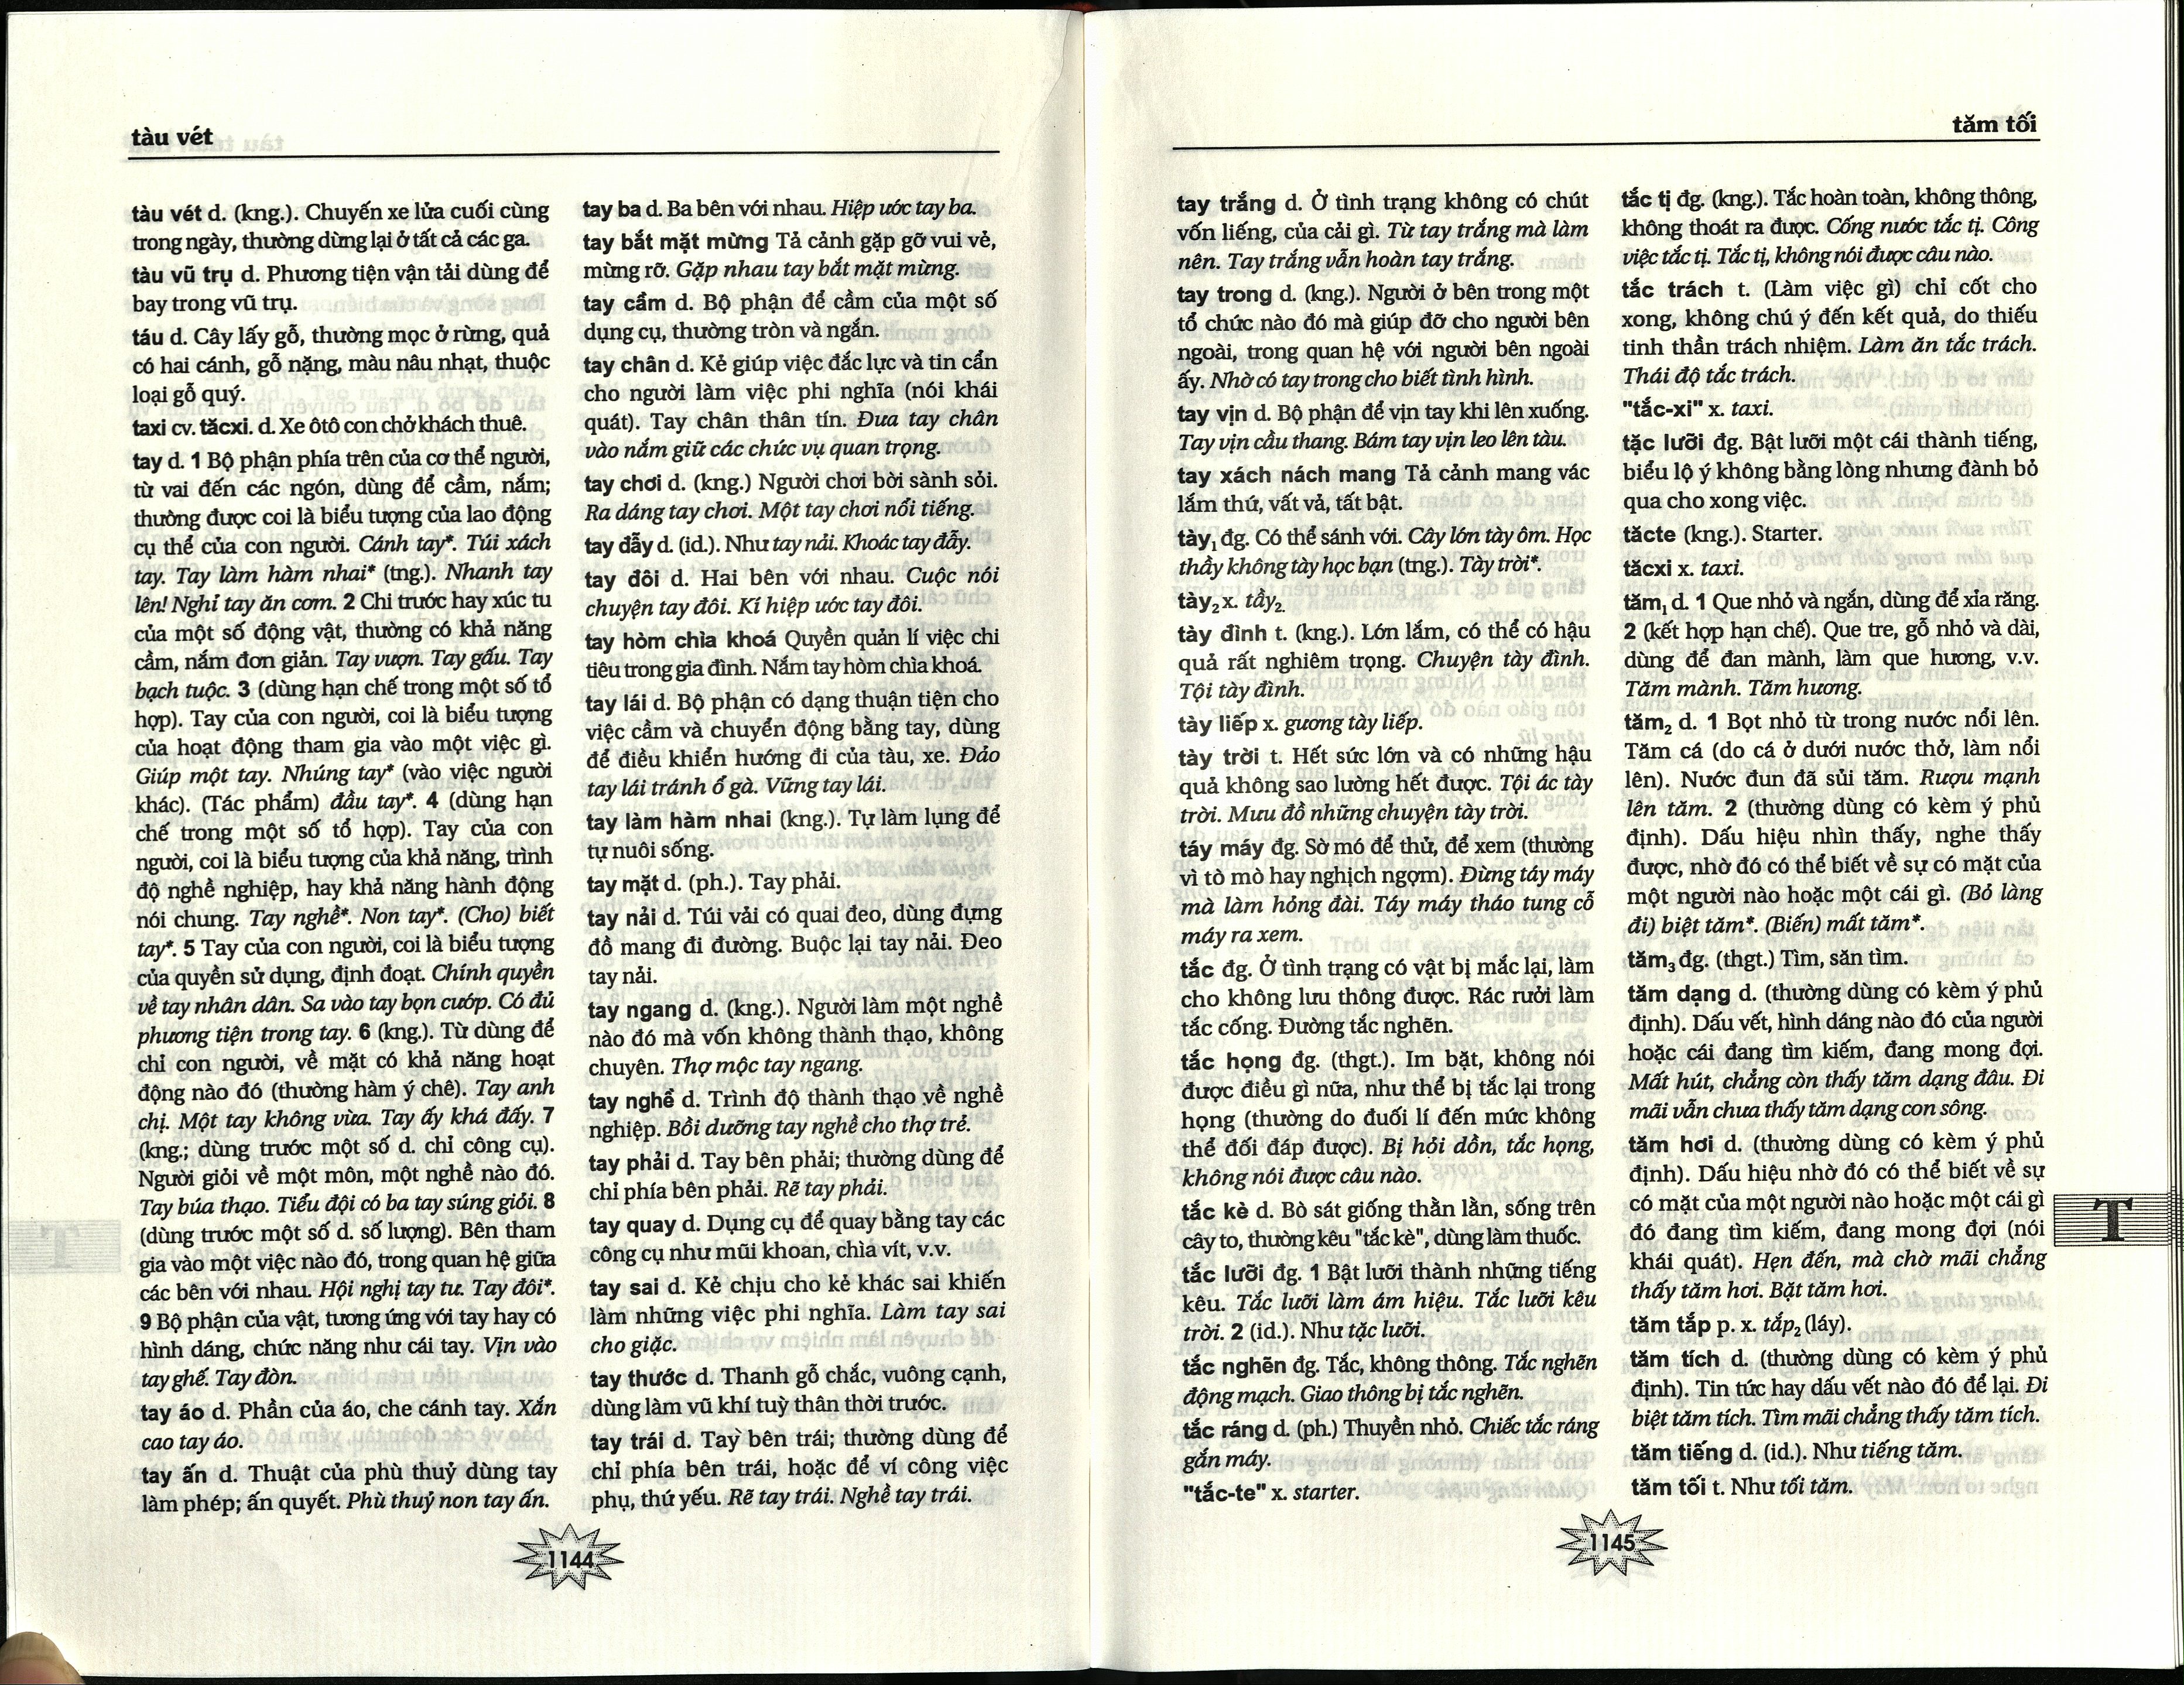 tàu vét
tàu vét d. (kng.). Chuyến xe lửa cuối cùng
trong ngày, thường dừng lại ở tất cả các ga.
tàu vũ trụ d. Phương tiện vận tải dùng để
bay trong vũ trụ.
táu d. Cây lấy gỗ, thường mọc ở rừng, quả
có hai cánh, gỗ nặng, màu nâu nhạt, thuộc
loại gỗ quý.
taxi cv. tăcxi. d. Xe ôtô con chở khách thuê.
tay d. 1 Bộ phận phía trên của cơ thể người,
từ vai đến các ngón, dùng để cầm, nắm;
thường được coi là biểu tượng của lao động
cụ thể của con người. Cánh tay*. Túi xách
tay. Tay làm hàm nhai* (tng.). Nhanh tay
lên! Nghỉ tay ăn cơm. 2 Chi trước hay xúc tu
của một số động vật, thường có khả năng
cầm, nắm đơn giản. Tay vượn. Tay gấu. Tay
bạch tuộc. 3 (dùng hạn chế trong một số tổ
hợp). Tay của con người, coi là biểu tượng
của hoạt động tham gia vào một việc gì.
Giúp một tay. Nhúng tay* (vào việc người
khác). (Tác phẩm) đầu tay*. 4 (dùng hạn
chế trong một số tổ hợp). Tay của con
người, coi là biểu tượng của khả năng, trình
độ nghề nghiệp, hay khả năng hành động
nói chung. Tay nghề*. Non tay*. (Cho) biết
tay*. 5 Tay của con người, coi là biểu tượng
của quyền sử dụng, định đoạt. Chính quyền
về tay nhân dân. Sa vào tay bọn cướp. Có đủ
phương tiện trong tay. 6 (kng.). Từ dùng để
chỉ con người, về mặt có khả năng hoạt
động nào đó (thường hàm ý chê). Tay anh
chị. Một tay không vừa. Tay ấy khá đấy. 7
(kng.; dùng trước một số d. chỉ công cụ).
Người giỏi về một môn, một nghề nào đó.
Tay búa thạo. Tiểu đội có ba tay súng giỏi. 8
(dùng trước một số d. số lượng). Bên tham
gia vào một việc nào đó, trong quan hệ giữa
các bên với nhau. Hội nghị tay tư. Tay đôi*.
9 Bộ phận của vật, tương ứng với tay hay có
hình dáng, chức năng như cái tay. Vịn vào
tay ghế. Tay đòn.
tay áo d. Phần của áo, che cánh tay. Xắn
cao tay áo.
tay ấn d. Thuật của phù thuỷ dùng tay
làm phép; ấn quyết. Phù thuỷ non tay ấn.
tay ba d. Ba bên với nhau. Hiệp ước tay ba.
tay bắt mặt mừng Tả cảnh gặp gỡ vui vẻ,
mừng rỡ. Gặp nhau tay bắt mặt mừng.
tay cầm d. Bộ phận để cầm của một số
dụng cụ, thường tròn và ngắn.
tay chân d. Kẻ giúp việc đắc lực và tin cẩn
cho người làm việc phi nghĩa (nói khái
quát). Tay chân thân tín. Đưa tay chân
vào nắm giữ các chức vụ quan trọng.
tay chơi d. (kng.) Người chơi bời sành sỏi.
Ra dáng tay chơi. Một tay chơi nổi tiếng.
tay đẫy d. (id.). Như tay nải. Khoác tay đẫy.
tay đôi d. Hai bên với nhau. Cuộc nói
chuyện tay đôi. Kí hiệp ước tay đôi.
tay hòm chìa khoá Quyền quản lí việc chi
tiêu trong gia đình. Nắm tay hòm chìa khoá.
tay lái d. Bộ phận có dạng thuận tiện cho
việc cầm và chuyển động bằng tay, dùng
để điều khiển hướng đi của tàu, xe. Đảo
tay lái tránh ổ gà. Vững tay lái.
tay làm hàm nhai (kng.). Tự làm lụng để
tự nuôi sống.
tay mặt d. (ph.). Tay phải.
tay nải d. Túi vải có quai đeo, dùng đựng
đồ mang đi đường. Buộc lại tay nải. Đeo
tay nải.
tay ngang d. (kng.). Người làm một nghề
nào đó mà vốn không thành thạo, không
chuyên. Thợ mộc tay ngang.
tay nghề d. Trình độ thành thạo về nghề
nghiệp. Bồi dưỡng tay nghề cho thợ trẻ.
tay phải d. Tay bên phải; thường dùng để
chỉ phía bên phải. Rẽ tay phải.
tay quay d. Dụng cụ để quay bằng tay các
công cụ như mũi khoan, chìa vít, v.v.
tay sai d. Kẻ chịu cho kẻ khác sai khiến
làm những việc phi nghĩa. Làm tay sai
cho giặc.
tay thước d. Thanh gỗ chắc, vuông cạnh,
dùng làm vũ khí tuỳ thân thời trước.
tay trái d. Tay bên trái; thường dùng để
chỉ phía bên trái, hoặc để ví công việc
phụ, thứ yếu. Rẽ tay trái. Nghề tay trái.
1144
tăm tối
tay trắng d. Ở tình trạng không có chút
vốn liếng, của cải gì. Từ tay trắng mà làm
nên. Tay trắng vẫn hoàn tay trắng.
tay trong d. (kng.). Người ở bên trong một
tổ chức nào đó mà giúp đỡ cho người bên
ngoài, trong quan hệ với người bên ngoài
ấy. Nhờ có tay trong cho biết tình hình.
tay vịn d. Bộ phận để vịn tay khi lên xuống.
Tay vịn cầu thang. Bám tay vịn leo lên tàu.
tay xách nách mang Tả cảnh mang vác
lắm thứ, vất vả, tất bật.
tày₁ đg. Có thể sánh với. Cây lớn tày ôm. Học
thầy không tày học bạn (tng.). Tày trời*.
tày₂ x. tầy₂.
tày đình t. (kng.). Lớn lắm, có thể có hậu
quả rất nghiêm trọng. Chuyện tày đình.
Tội tày đình.
tày liếp x. gương tày liếp.
tày trời t. Hết sức lớn và có những hậu
quả không sao lường hết được. Tội ác tày
trời. Mưu đồ những chuyện tày trời.
táy máy đg. Sờ mó để thử, để xem (thường
vì tò mò hay nghịch ngợm). Đừng táy máy
mà làm hỏng đài. Táy máy tháo tung cỗ
máy ra xem.
tắc đg. Ở tình trạng có vật bị mắc lại, làm
cho không lưu thông được. Rác rưởi làm
tắc cống. Đường tắc nghẽn.
tắc họng đg. (thgt.). Im bặt, không nói
được điều gì nữa, như thể bị tắc lại trong
họng (thường do đuối lí đến mức không
thể đối đáp được). Bị hỏi dồn, tắc họng,
không nói được câu nào.
tắc kè d. Bò sát giống thằn lằn, sống trên
cây to, thường kêu "tắc kè", dùng làm thuốc.
tắc lưỡi đg. 1 Bật lưỡi thành những tiếng
kêu. Tắc lưỡi làm ám hiệu. Tắc lưỡi kêu
trời. 2 (id.). Như tặc lưỡi.
tắc nghẽn đg. Tắc, không thông. Tắc nghẽn
động mạch. Giao thông bị tắc nghẽn.
tắc ráng d. (ph.) Thuyền nhỏ. Chiếc tắc ráng
gắn máy.
"tắc-te" x. starter.
tắc tị đg. (kng.). Tắc hoàn toàn, không thông,
không thoát ra được. Cống nước tắc tị. Công
việc tắc tị. Tắc tị, không nói được câu nào.
tắc trách t. (Làm việc gì) chỉ cốt cho
xong, không chú ý đến kết quả, do thiếu
tinh thần trách nhiệm. Làm ăn tắc trách.
Thái độ tắc trách.
"tắc-xi" x. taxi.
tặc lưỡi đg. Bật lưỡi một cái thành tiếng,
biểu lộ ý không bằng lòng nhưng đành bỏ
qua cho xong việc.
tăcte (kng.). Starter.
tăcxi x. taxi.
tăm₁ d. 1 Que nhỏ và ngắn, dùng để xỉa răng.
2 (kết hợp hạn chế). Que tre, gỗ nhỏ và dài,
dùng để đan mành, làm que hương, v.v.
Tăm mành. Tăm hương.
tăm₂ d. 1 Bọt nhỏ từ trong nước nổi lên.
Tăm cá (do cá ở dưới nước thở, làm nổi
lên). Nước đun đã sủi tăm. Rượu mạnh
lên tăm. 2 (thường dùng có kèm ý phủ
định). Dấu hiệu nhìn thấy, nghe thấy
được, nhờ đó có thể biết về sự có mặt của
một người nào hoặc một cái gì. (Bỏ làng
đi) biệt tăm*. (Biến) mất tăm*.
tăm₃ đg. (thgt.) Tìm, săn tìm.
tăm dạng d. (thường dùng có kèm ý phủ
định). Dấu vết, hình dáng nào đó của người
hoặc cái đang tìm kiếm, đang mong đợi.
Mất hút, chẳng còn thấy tăm dạng đâu. Đi
mãi vẫn chưa thấy tăm dạng con sông.
tăm hơi d. (thường dùng có kèm ý phủ
định). Dấu hiệu nhờ đó có thể biết về sự
có mặt của một người nào hoặc một cái gì
đó đang tìm kiếm, đang mong đợi (nói
khái quát). Hẹn đến, mà chờ mãi chẳng
thấy tăm hơi. Bặt tăm hơi.
tăm tắp p. x. tắp₂ (láy).
tăm tích d. (thường dùng có kèm ý phủ
định). Tin tức hay dấu vết nào đó để lại. Đi
biệt tăm tích. Tìm mãi chẳng thấy tăm tích.
tăm tiếng d. (id.). Như tiếng tăm.
tăm tối t. Như tối tăm.
T
1145